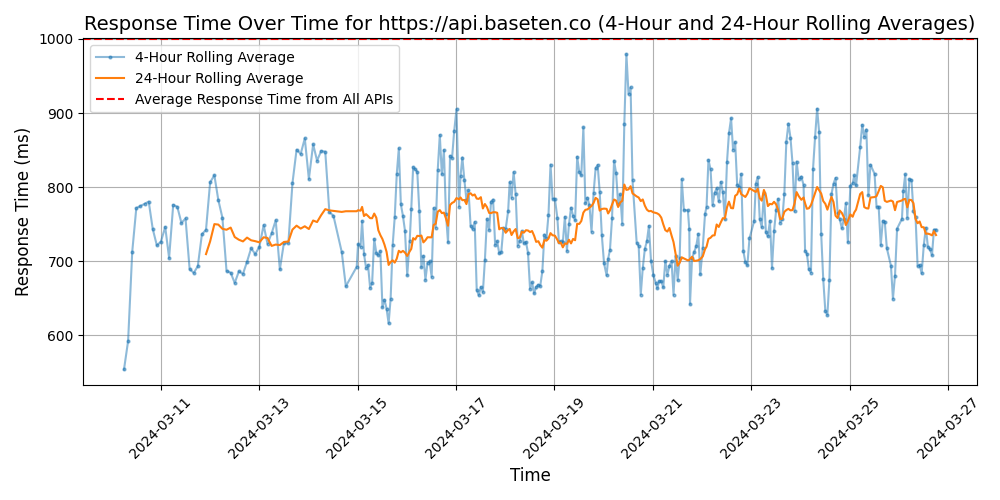 Response Time Over Time for https://api.baseten.co (4-Hour and 24-Hour Rolling Averages)
4-Hour Rolling Average
24-Hour Rolling Average
Average Response Time from All APIs
Response Time (ms)
1000
900
800
700
600
2024-03-11
2024-03-13
2024-03-15
2024-03-17
2024-03-19
2024-03-21
2024-03-23
2024-03-25
2024-03-27
Time